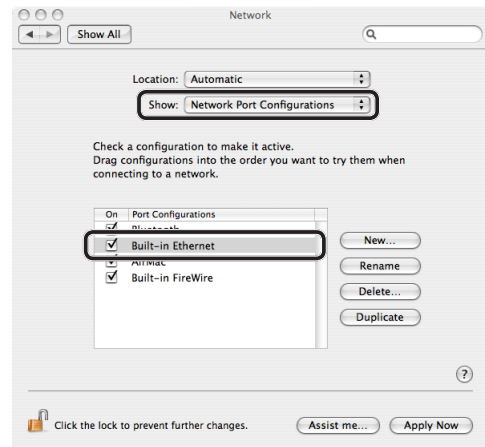 Network
Show All
Location: Automatic
Show: Network Port Configurations
Check a configuration to make it active.
Drag configurations into the order you want to try them when
connecting to a network.
On Port Configurations
Bluetooth
Built-in Ethernet
AirMac
Built-in FireWire
New...
Rename
Delete...
Duplicate
?
Click the lock to prevent further changes.
Assist me...
Apply Now